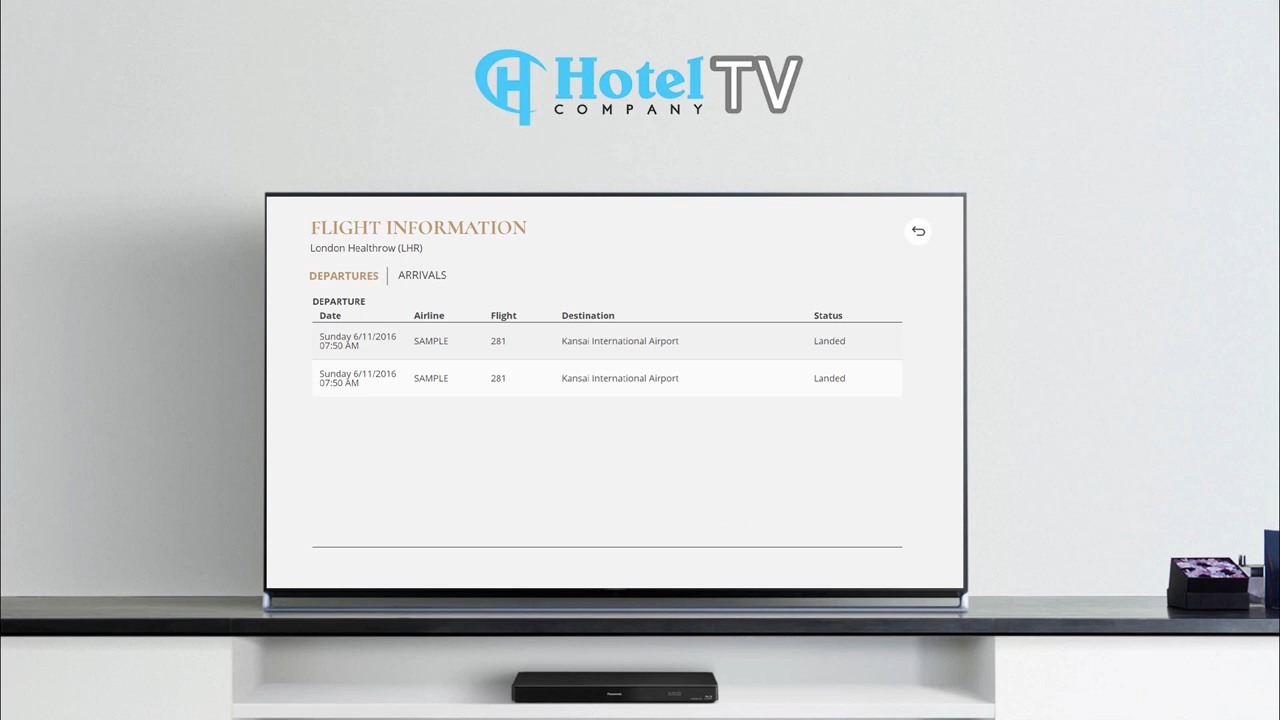 Hotel TV
COMPANY
FLIGHT INFORMATION
London Healthrow (LHR)
DEPARTURES | ARRIVALS
DEPARTURE
Date Airline Flight Destination Status
Sunday 6/11/2016
07:50 AM SAMPLE 281 Kansai International Airport Landed
Sunday 6/11/2016
07:50 AM SAMPLE 281 Kansai International Airport Landed
Panasonic